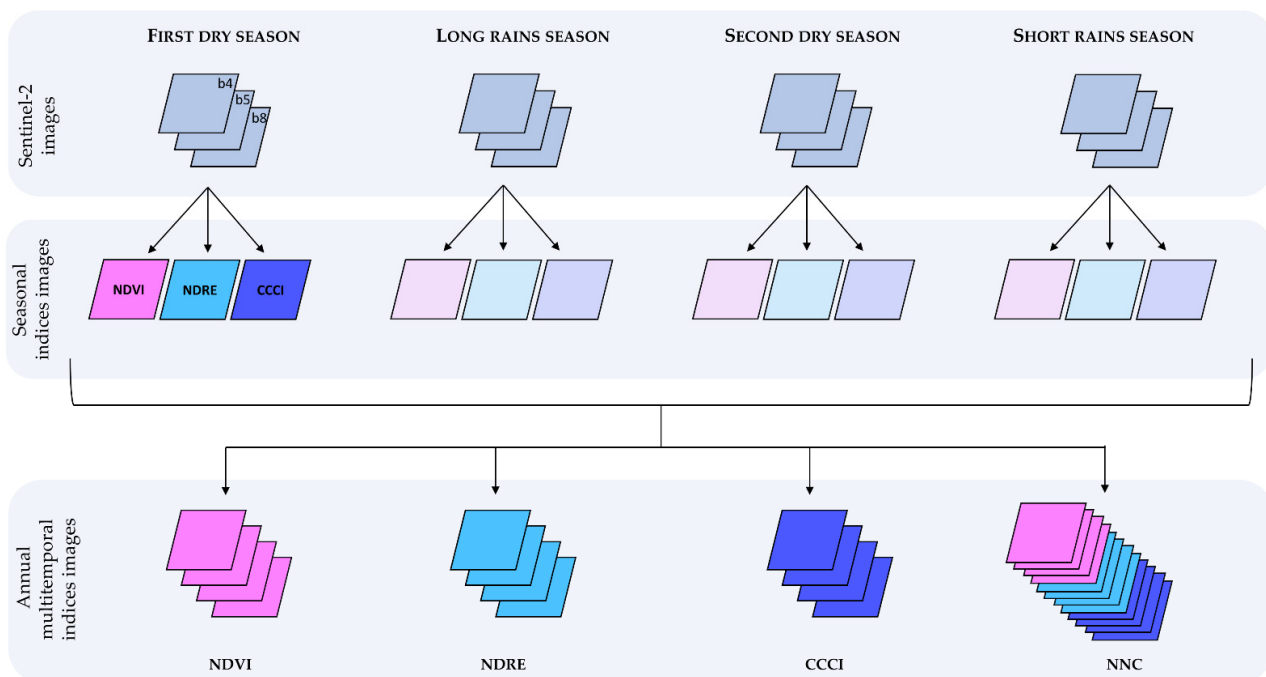 FIRST DRY SEASON
LONG RAINS SEASON
SECOND DRY SEASON
SHORT RAINS SEASON
Sentinel-2
images
b4
b5
b8
Seasonal
indices images
NDVI
NDRE
CCCI
Annual
multitemporal
indices images
NDVI
NDRE
CCCI
NNC